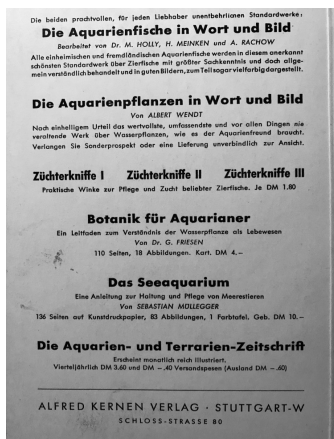 Die beiden prachtvollen, für jeden Liebhaber unentbehrlichen Standardwerke:
Die Aquarienfische in Wort und Bild
Bearbeitet von Dr. M. HOLLY, H. MEINKEN und A. RACHOW
Alle einheimischen und fremdländischen Aquarienfische werden in diesem anerkannt
schönsten Standardwerk über Zierfische mit größter Sachkenntnis und doch allge-
mein verständlich behandelt und in guten Bildern, zum Teil sogar vielfarbig dargestellt.
Die Aquarienpflanzen in Wort und Bild
Von ALBERT WENDT
Nach einhelligem Urteil das wertvollste, umfassendste und vor allen Dingen nie
veraltende Werk über Wasserpflanzen, wie es der Aquarienfreund braucht.
Verlangen Sie Sonderprospekt oder eine Lieferung unverbindlich zur Ansicht.
Züchterkniffe I Züchterkniffe II Züchterkniffe III
Praktische Winke zur Pflege und Zucht beliebter Zierfische. Je DM 1.80
Botanik für Aquarianer
Ein Leitfaden zum Verständnis der Wasserpflanze als Lebewesen
Von Dr. G. FRIESEN
110 Seiten, 18 Abbildungen. Kart. DM 4.–
Das Seeaquarium
Eine Anleitung zur Haltung und Pflege von Meerestieren
Von SEBASTIAN MÜLLEGGER
136 Seiten auf Kunstdruckpapier, 83 Abbildungen, 1 Farbtafel. Geb. DM 10.–
Die Aquarien- und Terrarien-Zeitschrift
Erscheint monatlich reich illustriert.
Vierteljährlich DM 3.60 und DM –.40 Versandspesen (Ausland DM –.60)
ALFRED KERNEN VERLAG · STUTTGART-W
SCHLOSS-STRASSE 80